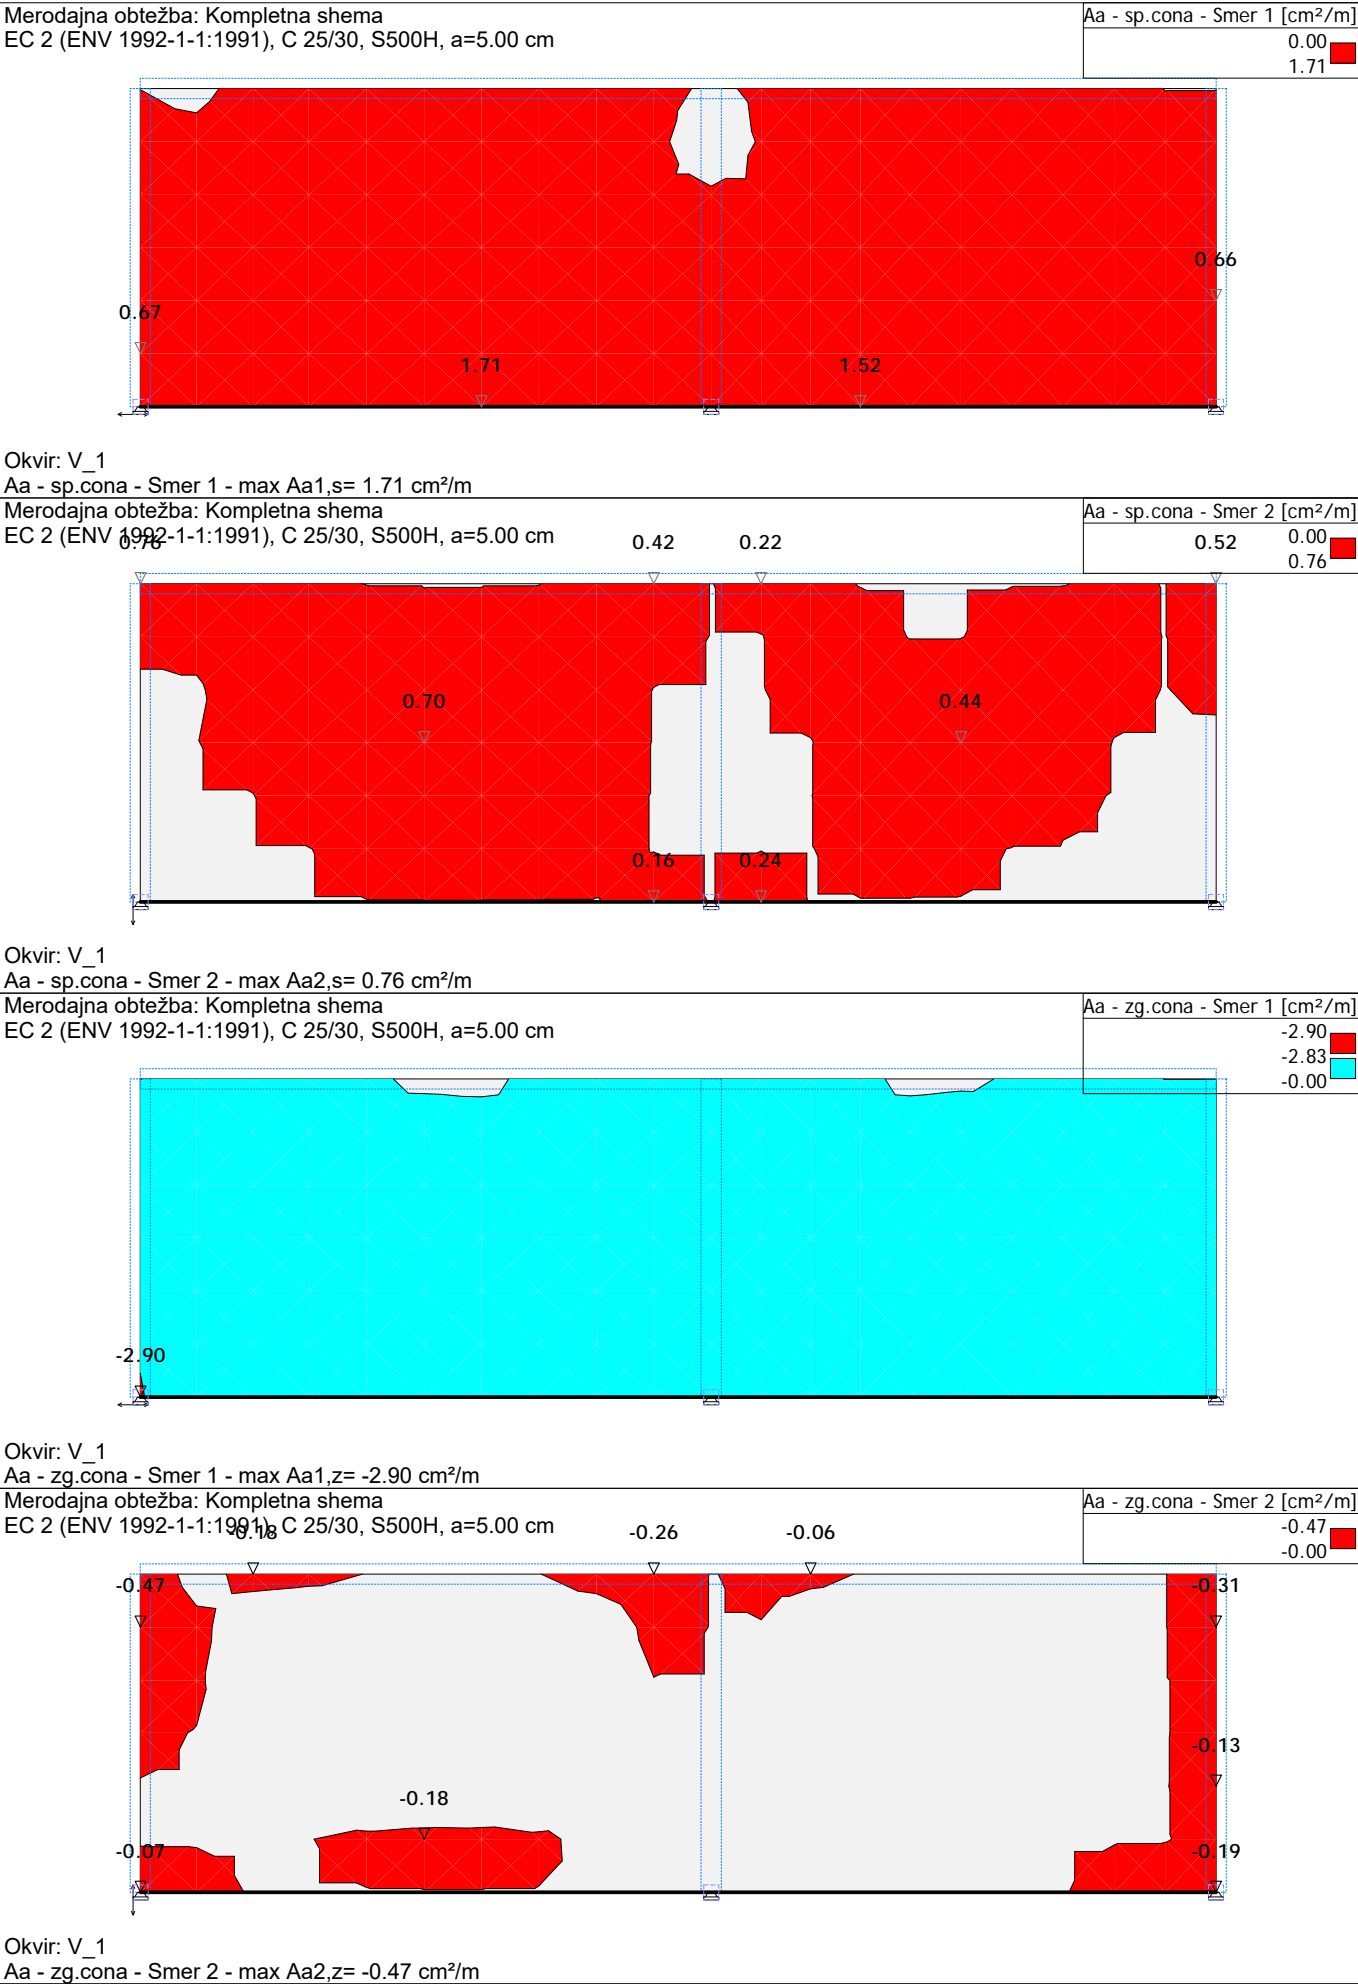 Merodajna obtežba: Kompletna shema
EC 2 (ENV 1992-1-1:1991), C 25/30, S500H, a=5.00 cm
Aa - sp.cona - Smer 1 [cm²/m]
0.00
1.71
0.66
0.67
1.71
1.52
Okvir: V_1
Aa - sp.cona - Smer 1 - max Aa1,s= 1.71 cm²/m
Merodajna obtežba: Kompletna shema
EC 2 (ENV 1992-1-1:1991), C 25/30, S500H, a=5.00 cm
Aa - sp.cona - Smer 2 [cm²/m]
0.00
0.76
0.76
0.42
0.22
0.52
0.70
0.44
0.16
0.24
Okvir: V_1
Aa - sp.cona - Smer 2 - max Aa2,s= 0.76 cm²/m
Merodajna obtežba: Kompletna shema
EC 2 (ENV 1992-1-1:1991), C 25/30, S500H, a=5.00 cm
Aa - zg.cona - Smer 1 [cm²/m]
-2.90
-2.83
-0.00
-2.90
Okvir: V_1
Aa - zg.cona - Smer 1 - max Aa1,z= -2.90 cm²/m
Merodajna obtežba: Kompletna shema
EC 2 (ENV 1992-1-1:1991), C 25/30, S500H, a=5.00 cm
Aa - zg.cona - Smer 2 [cm²/m]
-0.47
-0.00
-0.18
-0.26
-0.06
-0.47
-0.31
-0.13
-0.18
-0.07
-0.19
Okvir: V_1
Aa - zg.cona - Smer 2 - max Aa2,z= -0.47 cm²/m